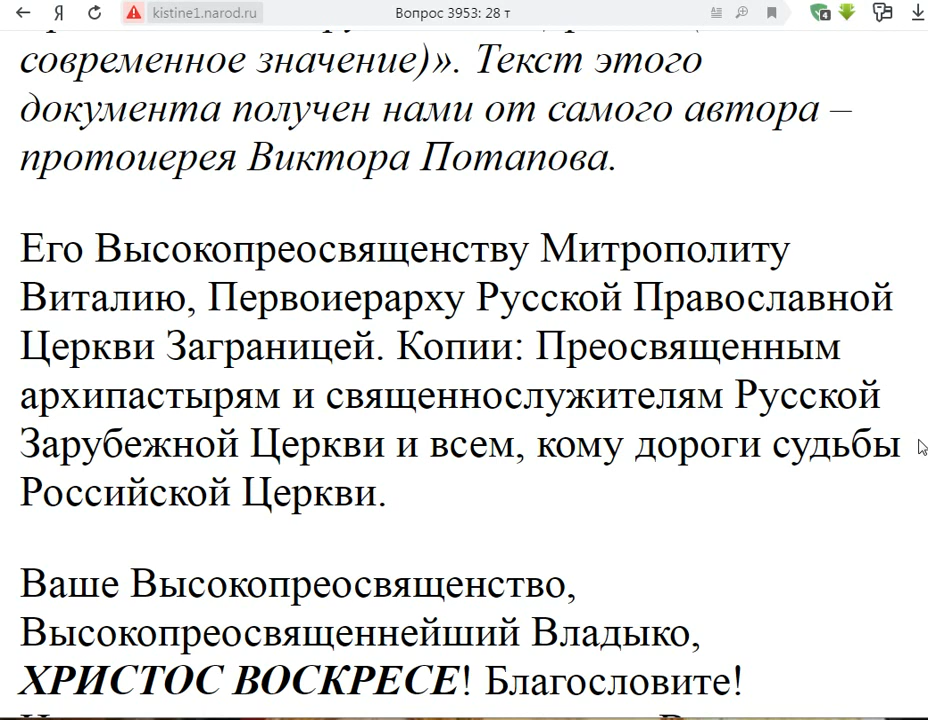 Я kistine1.narod.ru Вопрос 3953: 28 т 4
современное значение)». Текст этого
документа получен нами от самого автора –
протоиерея Виктора Потапова.
Его Высокопреосвященству Митрополиту
Виталию, Первоиерарху Русской Православной
Церкви Заграницей. Копии: Преосвященным
архипастырям и священнослужителям Русской
Зарубежной Церкви и всем, кому дороги судьбы
Российской Церкви.
Ваше Высокопреосвященство,
Высокопреосвященнейший Владыко,
ХРИСТОС ВОСКРЕСЕ! Благословите!